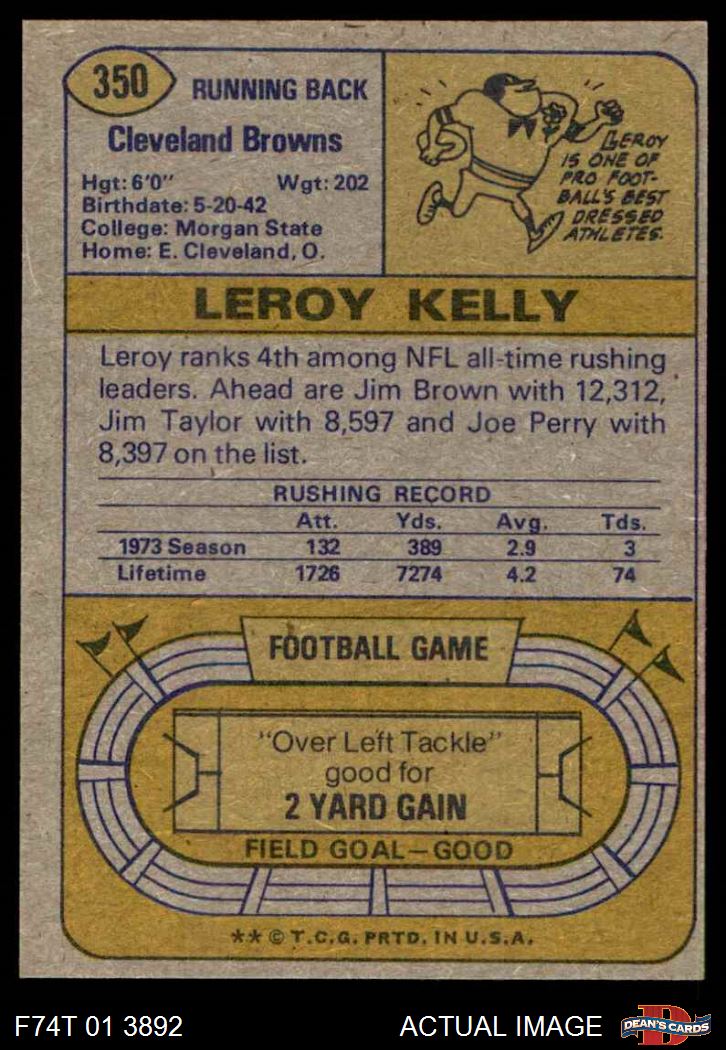 350
RUNNING BACK
Cleveland Browns
Hgt: 6'0" Wgt: 202
Birthdate: 5-20-42
College: Morgan State
Home: E. Cleveland, O.
LEROY
IS ONE OF
PRO FOOT-
BALL'S BEST
DRESSED
ATHLETES.
LEROY KELLY
Leroy ranks 4th among NFL all-time rushing
leaders. Ahead are Jim Brown with 12,312,
Jim Taylor with 8,597 and Joe Perry with
8,397 on the list.
RUSHING RECORD
Att. Yds. Avg. Tds.
1973 Season 132 389 2.9 3
Lifetime 1726 7274 4.2 74
FOOTBALL GAME
"Over Left Tackle"
good for
2 YARD GAIN
FIELD GOAL—GOOD
** © T.C.G. PRTD. IN U.S.A.
F74T 01 3892 ACTUAL IMAGE
D
DEAN'S CARDS